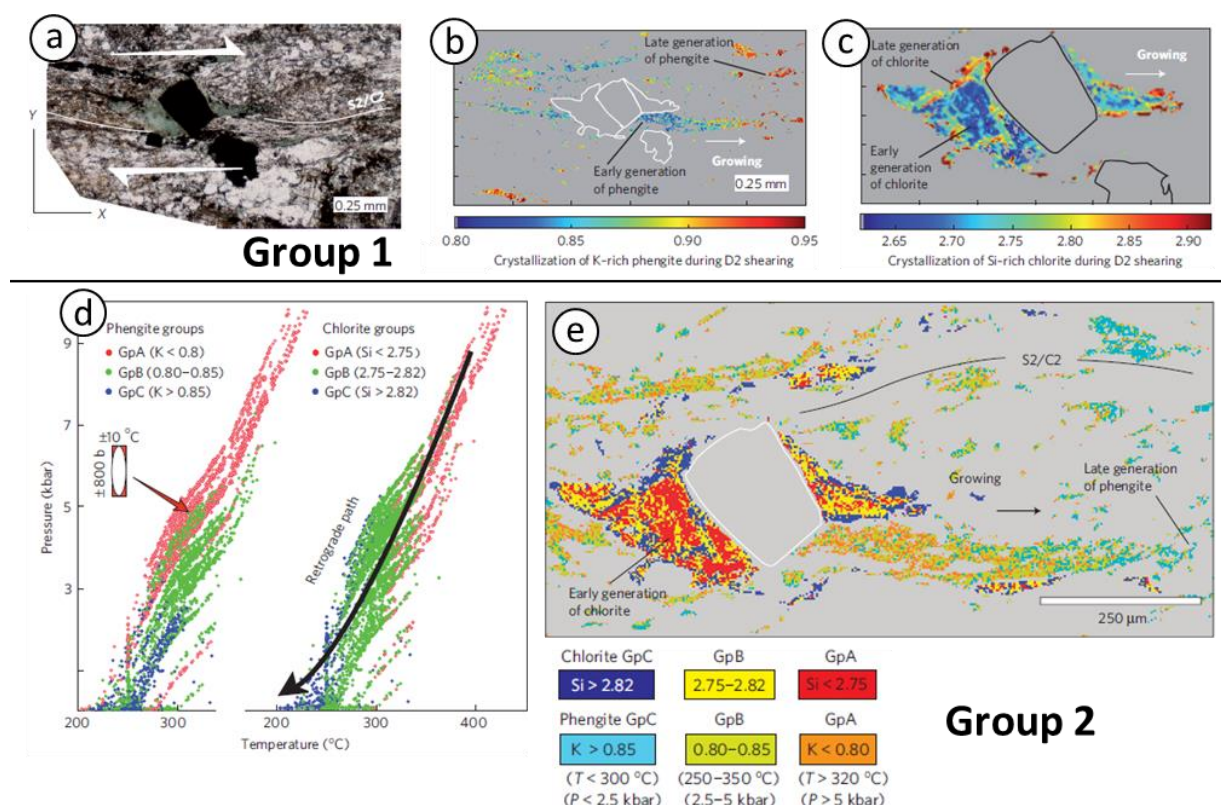 a
S2/C2
Y
X
0.25 mm
Group 1
b
Late generation
of phengite
Early generation
of phengite
Growing
0.25 mm
0.80
0.85
0.90
0.95
Crystallization of K-rich phengite during D2 shearing
c
Late generation
of chlorite
Growing
Early generation
of chlorite
2.65
2.70
2.75
2.80
2.85
2.90
Crystallization of Si-rich chlorite during D2 shearing
d
Phengite groups
GpA (K < 0.8)
GpB (0.80–0.85)
GpC (K > 0.85)
Chlorite groups
GpA (Si < 2.75)
GpB (2.75–2.82)
GpC (Si > 2.82)
±10 °C
±800 b
Retrograde path
Pressure (kbar)
9
7
5
3
200
300
200
300
400
Temperature (°C)
e
S2/C2
Growing
Late generation
of phengite
Early generation
of chlorite
250 µm
Chlorite GpC
GpB
GpA
Si > 2.82
2.75–2.82
Si < 2.75
Phengite GpC
GpB
GpA
K > 0.85
0.80–0.85
K < 0.80
(T < 300 °C)
(250–350 °C)
(T > 320 °C)
(P < 2.5 kbar)
(2.5–5 kbar)
(P > 5 kbar)
Group 2